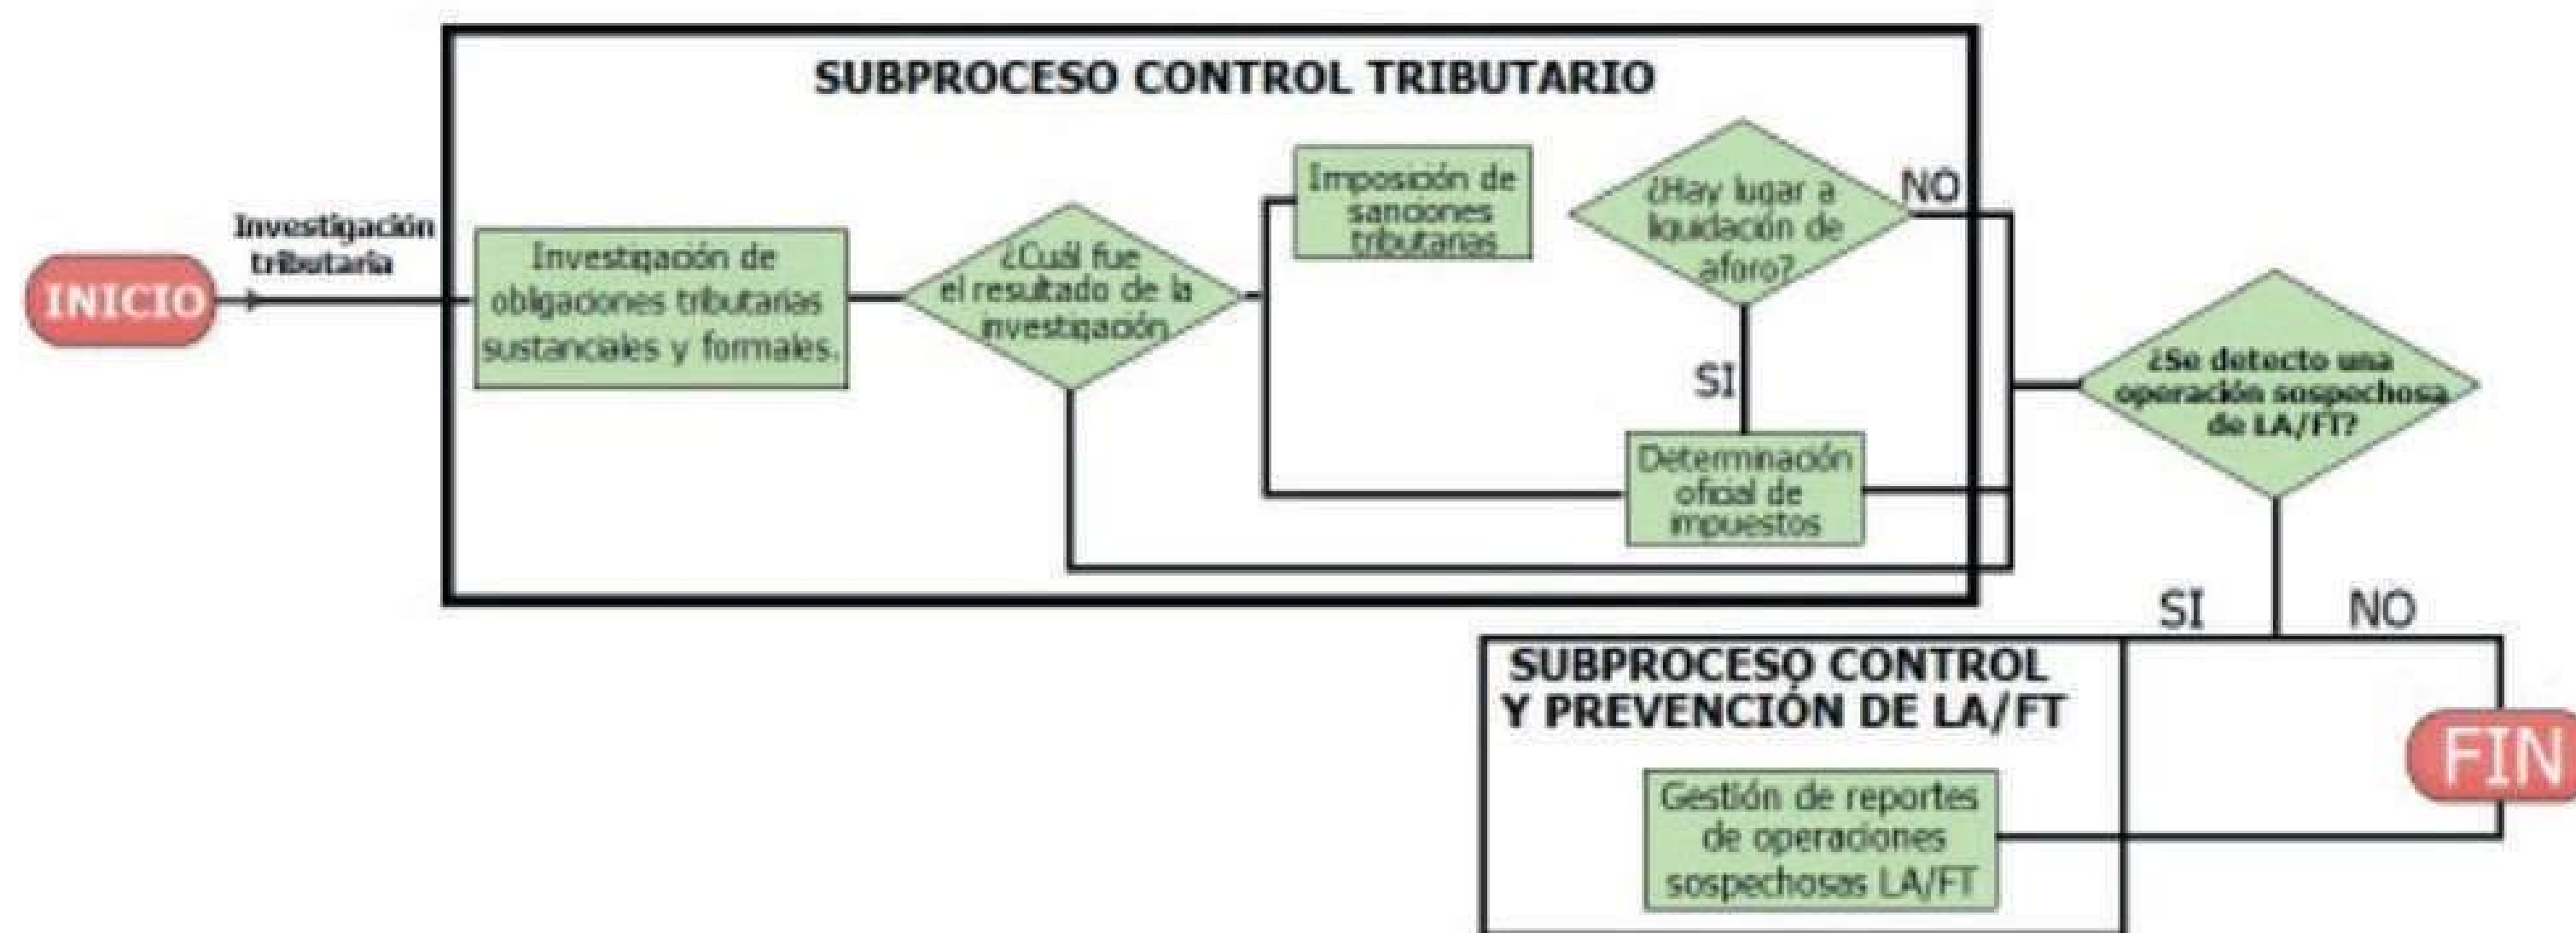 SUBPROCESO CONTROL TRIBUTARIO
INICIO
Investigación
tributaria
Investigación de
obligaciones tributarias
sustanciales y formales.
¿Cuál fue
el resultado de la
investigación
Imposición de
sanciones
tributarias
¿Hay lugar a
liquidación de
aforo?
NO
SI
Determinación
oficial de
impuestos
¿Se detecto una
operación sospechosa
de LA/FT?
SI
NO
SUBPROCESO CONTROL
Y PREVENCIÓN DE LA/FT
Gestión de reportes
de operaciones
sospechosas LA/FT
FIN